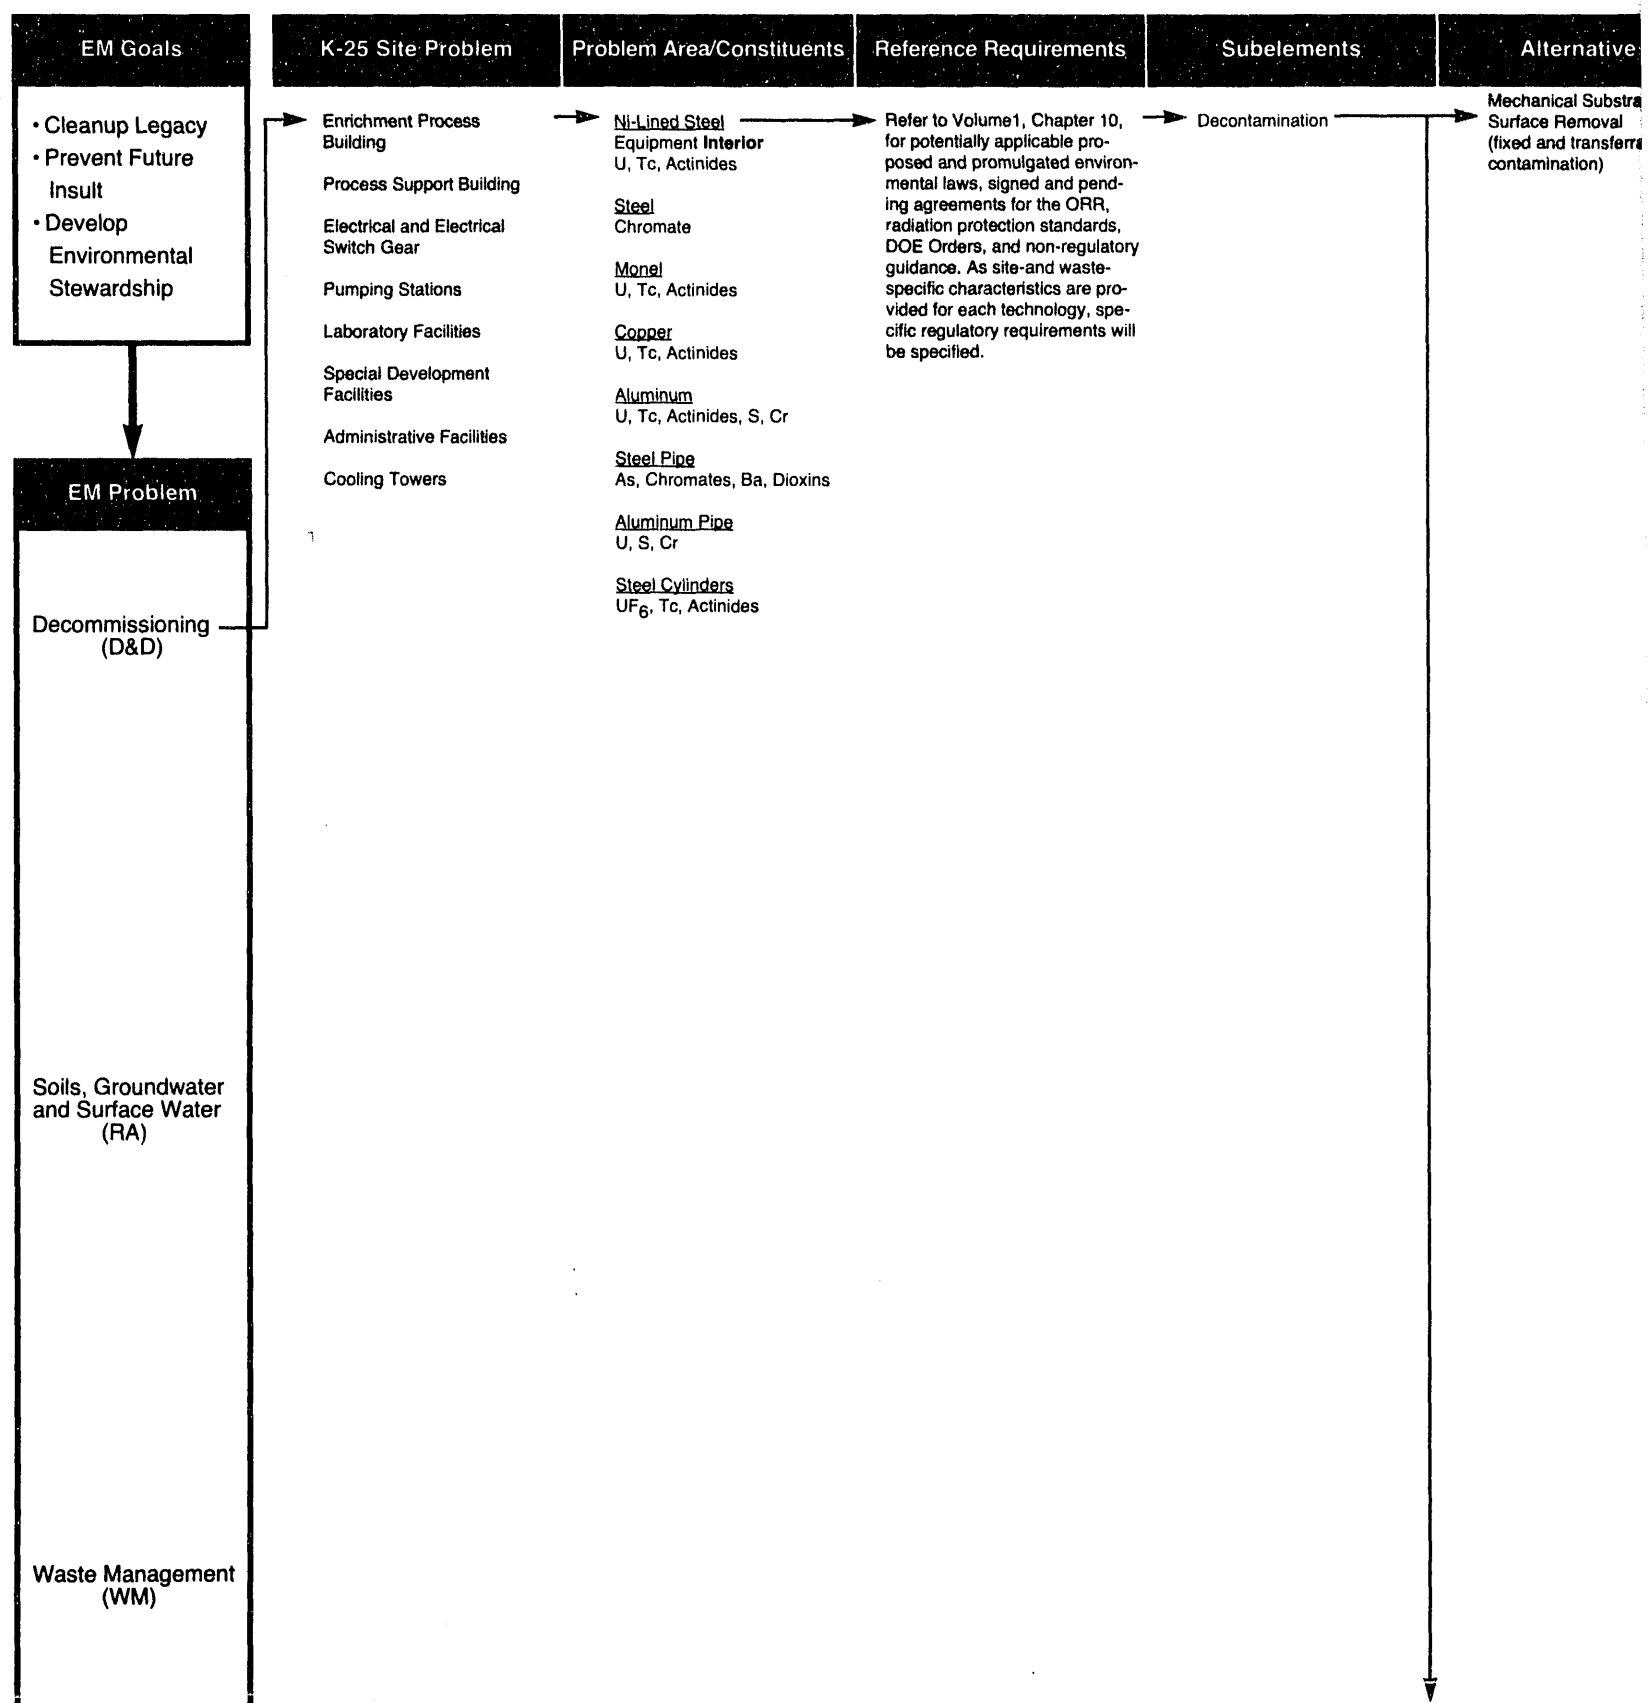 EM Goals
• Cleanup Legacy
• Prevent Future
Insult
• Develop
Environmental
Stewardship
EM Problem
Decommissioning
(D&D)
Soils, Groundwater
and Surface Water
(RA)
Waste Management
(WM)
K-25 Site Problem
Enrichment Process
Building
Process Support Building
Electrical and Electrical
Switch Gear
Pumping Stations
Laboratory Facilities
Special Development
Facilities
Administrative Facilities
Cooling Towers
Problem Area/Constituents
Ni-Lined Steel
Equipment Interior
U, Tc, Actinides
Steel
Chromate
Monel
U, Tc, Actinides
Copper
U, Tc, Actinides
Aluminum
U, Tc, Actinides, S, Cr
Steel Pipe
As, Chromates, Ba, Dioxins
Aluminum Pipe
U, S, Cr
Steel Cylinders
UF6, Tc, Actinides
Reference Requirements
Refer to Volume1, Chapter 10,
for potentially applicable pro-
posed and promulgated environ-
mental laws, signed and pend-
ing agreements for the ORR,
radiation protection standards,
DOE Orders, and non-regulatory
guidance. As site-and waste-
specific characteristics are pro-
vided for each technology, spe-
cific regulatory requirements will
be specified.
Subelements
Decontamination
Alternative
Mechanical Substra
Surface Removal
(fixed and transferra
contamination)